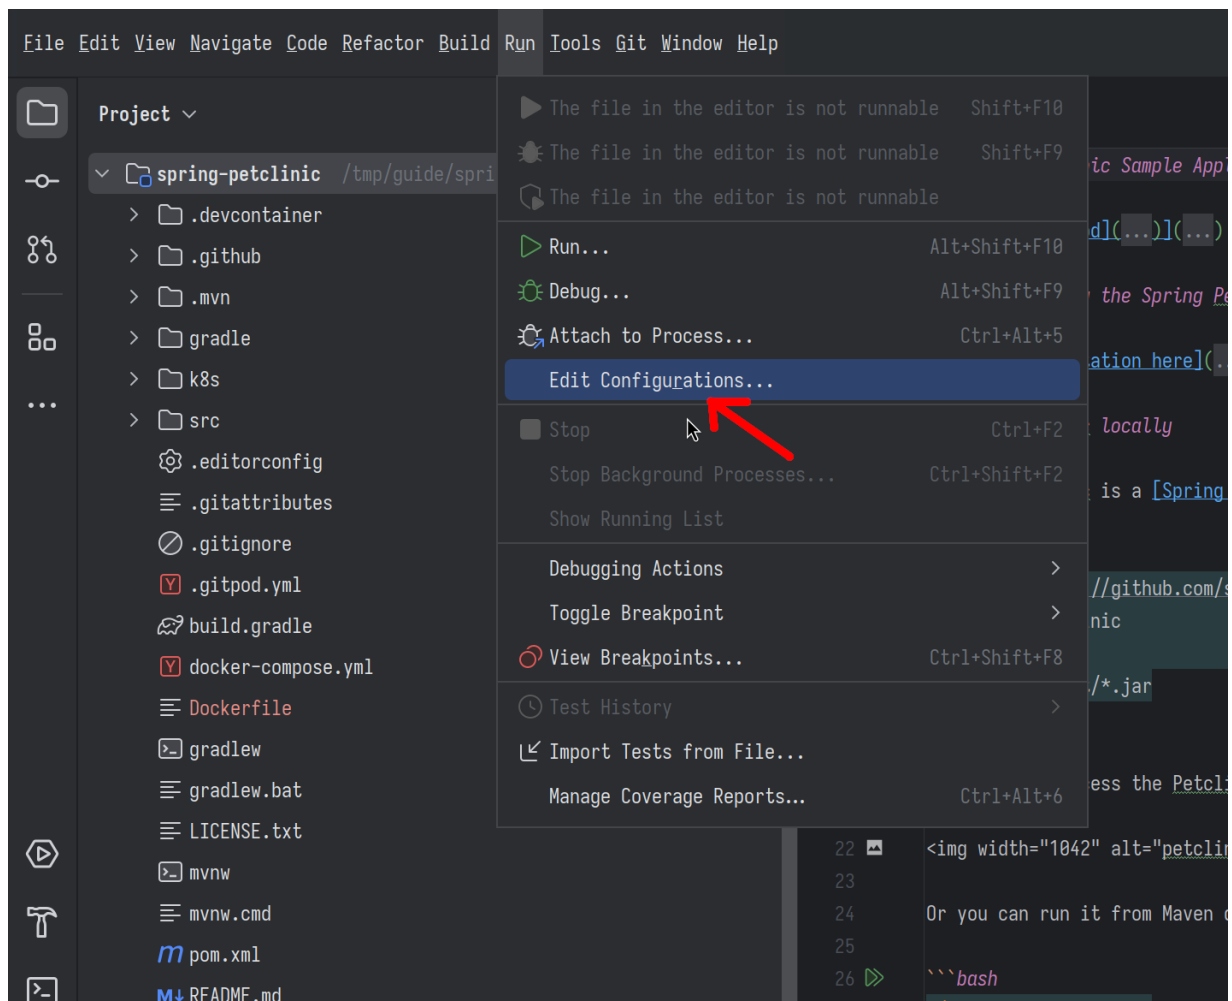 File Edit View Navigate Code Refactor Build Run Tools Git Window Help
Project
spring-petclinic /tmp/guide/spri
.devcontainer
.github
.mvn
gradle
k8s
src
.editorconfig
.gitattributes
.gitignore
.gitpod.yml
build.gradle
docker-compose.yml
Dockerfile
gradlew
gradlew.bat
LICENSE.txt
mvnw
mvnw.cmd
pom.xml
README.md
The file in the editor is not runnable Shift+F10
The file in the editor is not runnable Shift+F9
The file in the editor is not runnable
Run... Alt+Shift+F10
Debug... Alt+Shift+F9
Attach to Process... Ctrl+Alt+5
Edit Configurations...
Stop Ctrl+F2
Stop Background Processes... Ctrl+Shift+F2
Show Running List
Debugging Actions
Toggle Breakpoint
View Breakpoints... Ctrl+Shift+F8
Test History
Import Tests from File...
Manage Coverage Reports... Ctrl+Alt+6
ic Sample Appl
d](...)](...)
the Spring Pe
ation here](..
locally
is a [Spring
//github.com/s
nic
/*.jar
ess the Petcli
22 <img width="1042" alt="petclin
23
24 Or you can run it from Maven d
25
26 ```bash